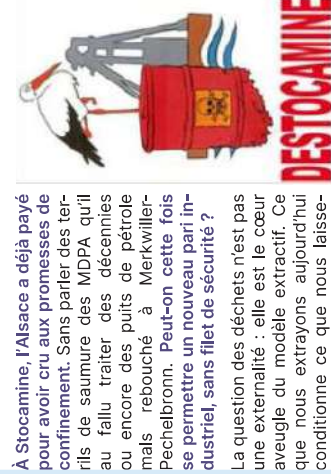 À Stocamine, l'Alsace a déjà payé
pour avoir cru aux promesses de
confinement. Sans parler des ter-
rils de saumure des MDPA qu'il
au fallu traiter des décennies
ou encore des puits de pétrole
mals rebouché à Merkwiller-
Pechelbronn. Peut-on cette fois
se permettre un nouveau pari in-
dustriel, sans filet de sécurité ?
La question des déchets n'est pas
une externalité : elle est le cœur
aveugle du modèle extractif. Ce
que nous extrayons aujourd'hui
conditionne ce que nous laisse-
DESTOCAMINE